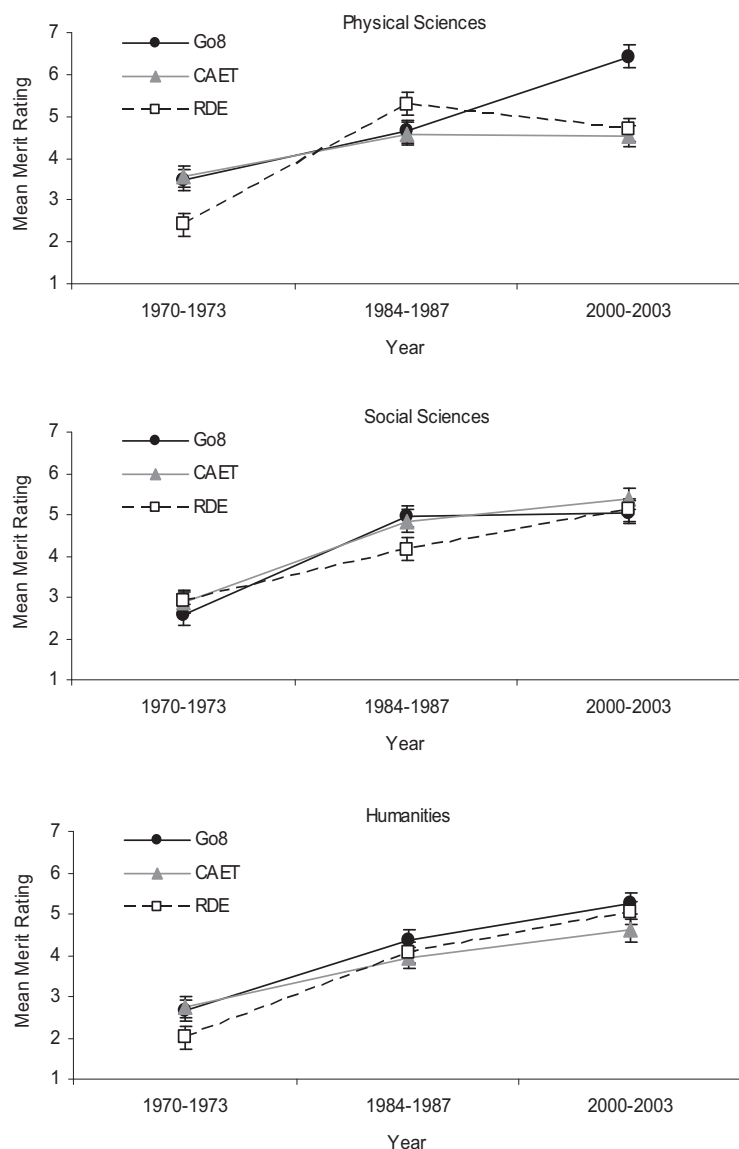 Physical Sciences
7
6
5
4
3
2
1
Mean Merit Rating
Go8
CAET
RDE
1970-1973 1984-1987 2000-2003
Year
Social Sciences
7
6
5
4
3
2
1
Mean Merit Rating
Go8
CAET
RDE
1970-1973 1984-1987 2000-2003
Year
Humanities
7
6
5
4
3
2
1
Mean Merit Rating
Go8
CAET
RDE
1970-1973 1984-1987 2000-2003
Year